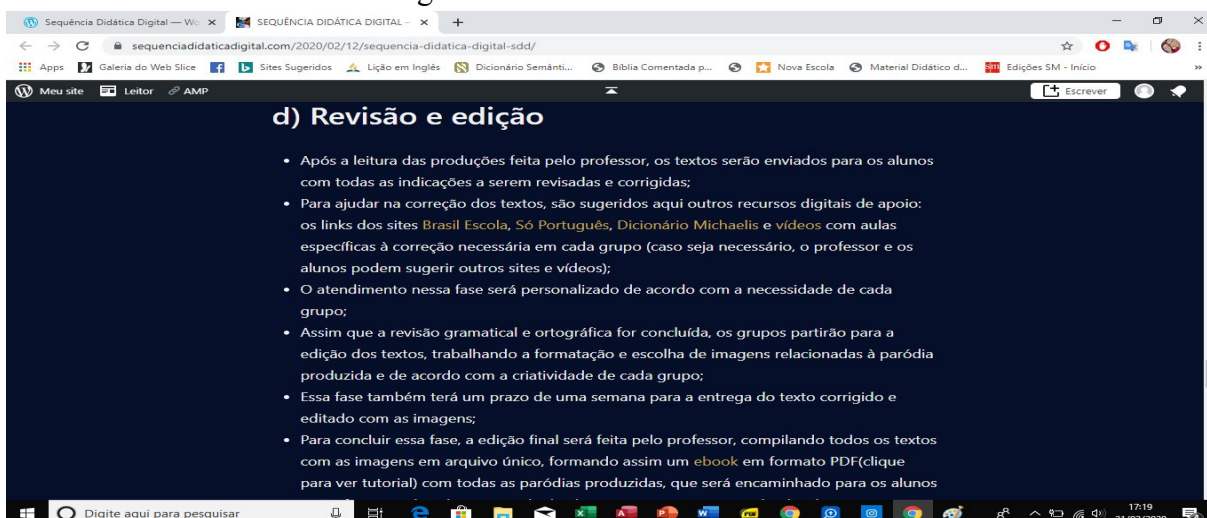 Sequência Didática Digital — Wo
SEQUÊNCIA DIDÁTICA DIGITAL –
sequenciadidaticadigital.com/2020/02/12/sequencia-didatica-digital-sdd/
Apps Galeria do Web Slice Sites Sugeridos Lição em Inglês Dicionário Semânti... Bíblia Comentada p... Nova Escola Material Didático d... Edições SM - Início »
Meu site Leitor AMP Escrever
d) Revisão e edição
• Após a leitura das produções feita pelo professor, os textos serão enviados para os alunos
com todas as indicações a serem revisadas e corrigidas;
• Para ajudar na correção dos textos, são sugeridos aqui outros recursos digitais de apoio:
os links dos sites Brasil Escola, Só Português, Dicionário Michaelis e vídeos com aulas
específicas à correção necessária em cada grupo (caso seja necessário, o professor e os
alunos podem sugerir outros sites e vídeos);
• O atendimento nessa fase será personalizado de acordo com a necessidade de cada
grupo;
• Assim que a revisão gramatical e ortográfica for concluída, os grupos partirão para a
edição dos textos, trabalhando a formatação e escolha de imagens relacionadas à paródia
produzida e de acordo com a criatividade de cada grupo;
• Essa fase também terá um prazo de uma semana para a entrega do texto corrigido e
editado com as imagens;
• Para concluir essa fase, a edição final será feita pelo professor, compilando todos os textos
com as imagens em arquivo único, formando assim um ebook em formato PDF(clique
para ver tutorial) com todas as paródias produzidas, que será encaminhado para os alunos
Digite aqui para pesquisar
17:19